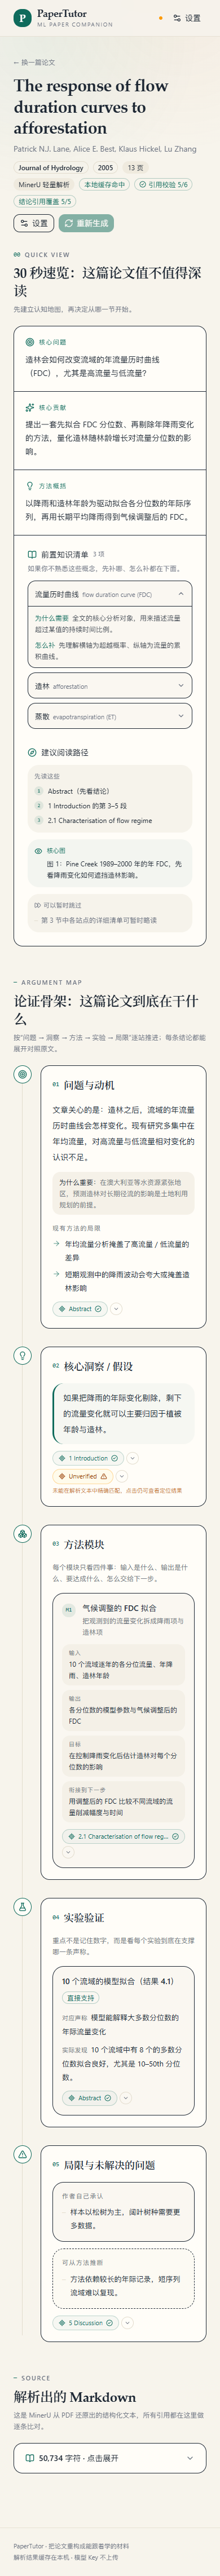 P
PaperTutor
ML PAPER COMPANION
设置
← 换一篇论文
The response of flow
duration curves to
afforestation
Patrick N.J. Lane, Alice E. Best, Klaus Hickel, Lu Zhang
Journal of Hydrology
2005
13 页
MinerU 轻量解析
本地缓存命中
引用校验 5/6
结论引用覆盖 5/5
设置
重新生成
00 QUICK VIEW
30 秒速览：这篇论文值不值得深
读
先建立认知地图，再决定从哪一节开始。
核心问题
造林会如何改变流域的年流量历时曲线
（FDC），尤其是高流量与低流量？
核心贡献
提出一套先拟合 FDC 分位数、再剔除年降雨变化
的方法，量化造林随林龄增长对流量分位数的影
响。
方法概然
以降雨和造林年龄为驱动拟合各分位数的年际序
列，再用长期平均降雨得到气候调整后的 FDC。
前置知识清单 3 项
如果你不熟悉这些概念，先补哪、怎么补都在下面。
流量历时曲线 flow duration curve (FDC)
为什么需要 全文的核心分析对象，用来描述流量
超过某值的持续时间比例。
怎么补 先理解横轴为超越概率、纵轴为流量的累
积曲线。
造林 afforestation
蒸散 evapotranspiration (ET)
建议阅读路径
先读这些
1 Abstract（先看结论）
2 1 Introduction 的第 3–5 段
3 2.1 Characterisation of flow regime
核心图
图 1：Pine Creek 1989–2000 年的年 FDC，先
看降雨变化如何遮挡造林影响。
可以暂时跳过
· 第 3 节中各站点的详细清单可暂时略读
— ARGUMENT MAP
论证骨架：这篇论文到底在干什
么
按“问题 → 洞察 → 方法 → 实验 → 局限”逐站推进；每条结论都能
展开对照原文。
01 问题与动机
文章关心的是：造林之后，流域的年流量
历时曲线会怎样变化。现有研究多集中在
年均流量，对高流量与低流量相对变化的
认识不足。
为什么重要：在澳大利亚等水资源紧张地
区，预测造林对长期径流的影响是土地利用
规划的前提。
现有方法的局限
→ 年均流量分析掩盖了高流量 / 低流量的
差异
→ 短期观测中的降雨波动会夸大或掩盖造
林影响
Abstract
02 核心洞察 / 假设
如果把降雨的年际变化剔除，剩下
的流量变化就可以主要归因于植被
年龄与造林。
1 Introduction
Unverified
未能在解析文本中精确匹配，点击仍可查看定位结果
03 方法模块
每个模块只看四件事：输入是什么、输出是什
么、要达成什么、怎么交给下一步。
M1
气候调整的 FDC 拟合
把观测到的流量变化拆成降雨项与
造林项
输入
10 个流域逐年的各分位流量、年降
雨、造林年龄
输出
各分位数的模型参数与气候调整后的
FDC
目标
在控制降雨变化后估计造林对每个分
位数的影响
衔接到下一步
用调整后的 FDC 比较不同流域的流
量削减幅度与时间
2.1 Characterisation of flow reg...
04 实验验证
重点不是记住数字，而是看每个实验到底在支撑
哪一条声称。
10 个流域的模型拟合（结果 4.1）
直接支持
对应声称 模型能解释大多数分位数的
年际流量变化
实际发现 10 个流域中有 8 个的多数分
位数拟合良好，尤其是 10–50th 分位
数。
Abstract
05 局限与未解决的问题
作者自己承认
· 样本以松树为主，阔叶树种需要更
多数据。
可从方法推断
· 方法依赖较长的年际记录，短序列
流域难以复现。
5 Discussion
— SOURCE
解析出的 Markdown
这是 MinerU 从 PDF 还原出的结构化文本，所有引用都在这里做
逐条比对。
50,734 字符 · 点击展开
PaperTutor · 把论文重构成能跟着学的材料
解析结果缓存在本机 · 模型 Key 不上传